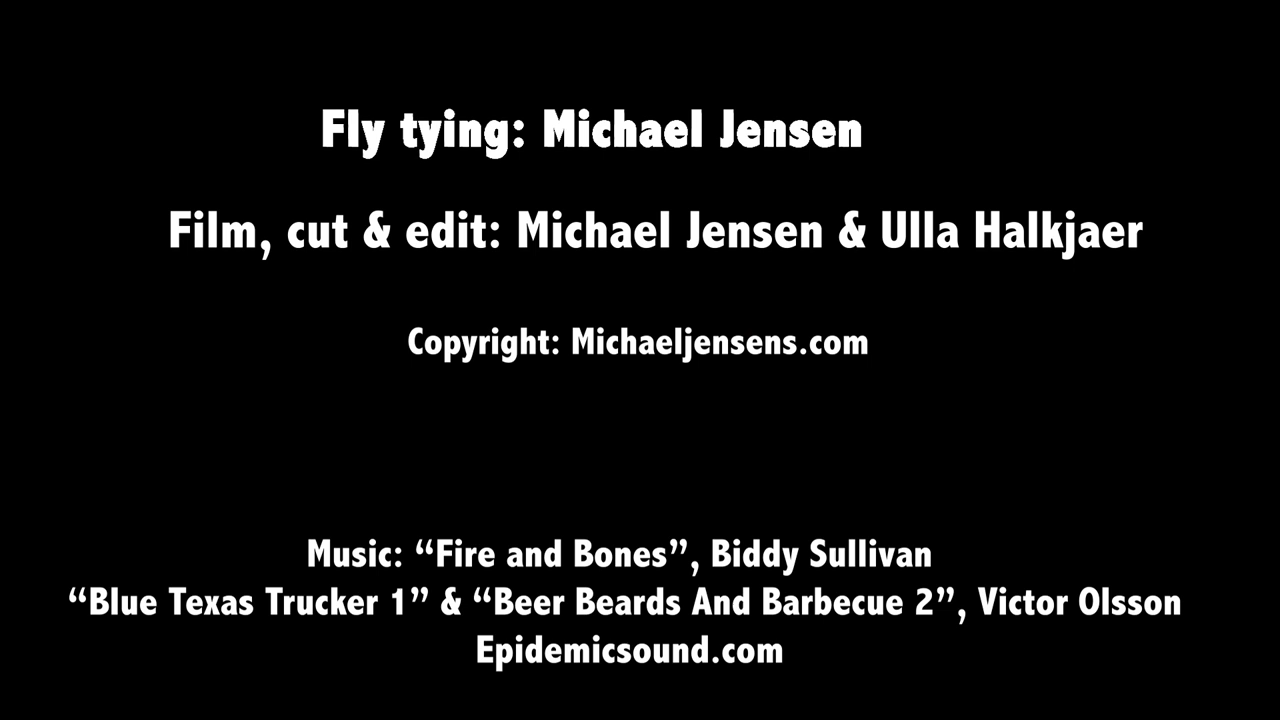 Fly tying: Michael Jensen
Film, cut & edit: Michael Jensen & Ulla Halkjaer
Copyright: Michaeljensens.com
Music: “Fire and Bones”, Biddy Sullivan
“Blue Texas Trucker 1” & “Beer Beards And Barbecue 2”, Victor Olsson
Epidemicsound.com